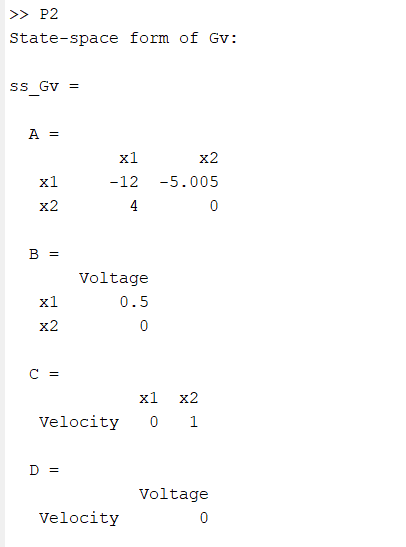 >> P2
State-space form of Gv:
ss_Gv =
A =
x1 x2
x1 -12 -5.005
x2 4 0
B =
Voltage
x1 0.5
x2 0
C =
x1 x2
Velocity 0 1
D =
Voltage
Velocity 0